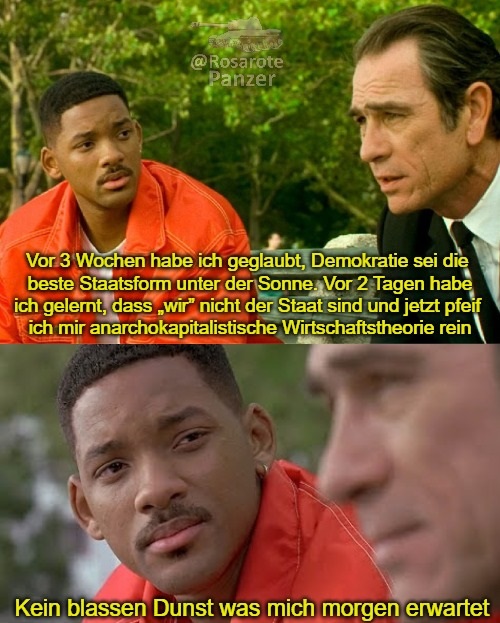 @Rosarote
Panzer
Vor 3 Wochen habe ich geglaubt, Demokratie sei die
beste Staatsform unter der Sonne. Vor 2 Tagen habe
ich gelernt, dass „wir" nicht der Staat sind und jetzt pfeif
ich mir anarchokapitalistische Wirtschaftstheorie rein
Kein blassen Dunst was mich morgen erwartet